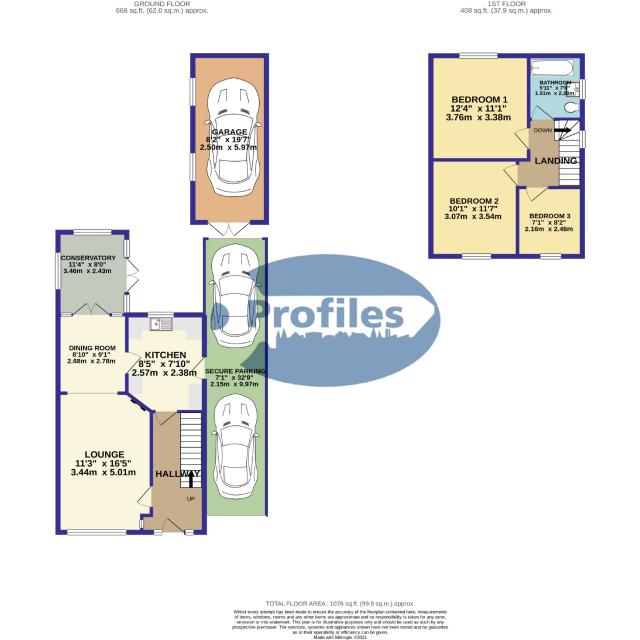 GROUND FLOOR
668 sq.ft. (62.0 sq.m.) approx.
1ST FLOOR
408 sq.ft. (37.9 sq.m.) approx.
GARAGE
8'2" x 19'7"
2.50m x 5.97m
CONSERVATORY
11'4" x 8'0"
3.46m x 2.43m
DINING ROOM
8'10" x 9'1"
2.68m x 2.78m
KITCHEN
8'5" x 7'10"
2.57m x 2.38m
SECURE PARKING
7'1" x 32'9"
2.15m x 9.97m
LOUNGE
11'3" x 16'5"
3.44m x 5.01m
HALLWAY
UP
BEDROOM 1
12'4" x 11'1"
3.76m x 3.38m
BATHROOM
5'11" x 7'6"
1.81m x 2.28m
DOWN
LANDING
BEDROOM 2
10'1" x 11'7"
3.07m x 3.54m
BEDROOM 3
7'1" x 8'2"
2.16m x 2.48m
Profiles
TOTAL FLOOR AREA : 1076 sq.ft. (99.9 sq.m.) approx.
Whilst every attempt has been made to ensure the accuracy of the floorplan contained here, measurements
of doors, windows, rooms and any other items are approximate and no responsibility is taken for any error,
omission or mis-statement. This plan is for illustrative purposes only and should be used as such by any
prospective purchaser. The services, systems and appliances shown have not been tested and no guarantee
as to their operability or efficiency can be given.
Made with Metropix ©2021